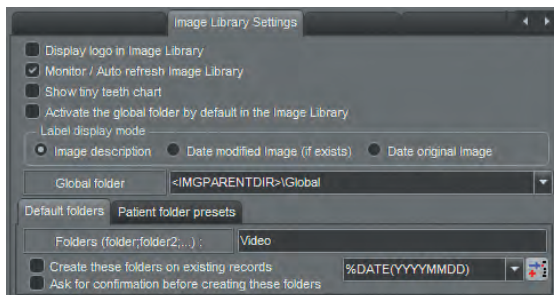 Image Library Settings
Display logo in Image Library
Monitor / Auto refresh Image Library
Show tiny teeth chart
Activate the global folder by default in the Image Library
Label display mode
Image description Date modified Image (if exists) Date original Image
Global folder <IMGPARENTDIR>\Global
Default folders Patient folder presets
Folders (folder;folder2;...) : Video
Create these folders on existing records %DATE(YYYYMMDD)
Ask for confirmation before creating these folders